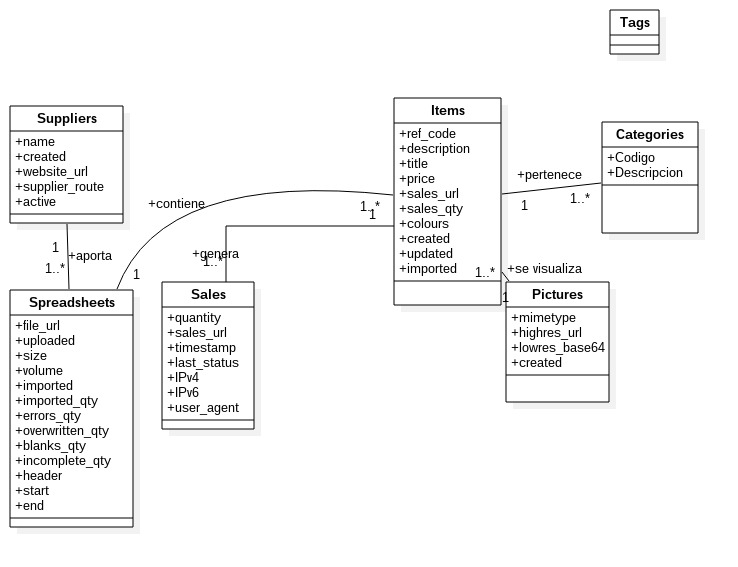 Tags
Suppliers
+name
+created
+website_url
+supplier_route
+active
Items
+ref_code
+description
+title
+price
+sales_url
+sales_qty
+colours
+created
+updated
+imported
Categories
+Codigo
+Descripcion
+pertenece
1
1..*
+contiene
1..*
1
1
+genera
1..*
1
+aporta
1..*
+se visualiza
1..*
1
Spreadsheets
+file_url
+uploaded
+size
+volume
+imported
+imported_qty
+errors_qty
+overwritten_qty
+blanks_qty
+incomplete_qty
+header
+start
+end
Sales
+quantity
+sales_url
+timestamp
+last_status
+IPv4
+IPv6
+user_agent
Pictures
+mimetype
+highres_url
+lowres_base64
+created